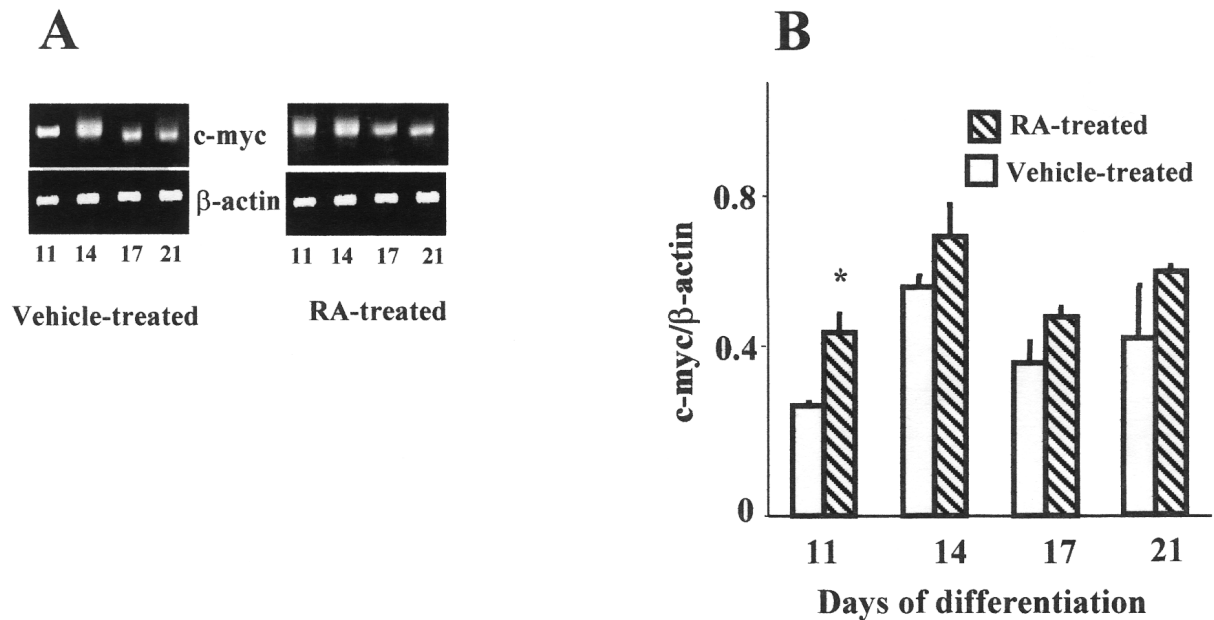 A
c-myc
β-actin
11 14 17 21
11 14 17 21
Vehicle-treated
RA-treated
B
RA-treated
Vehicle-treated
c-myc/β-actin
0.8
0.4
0
*
11 14 17 21
Days of differentiation